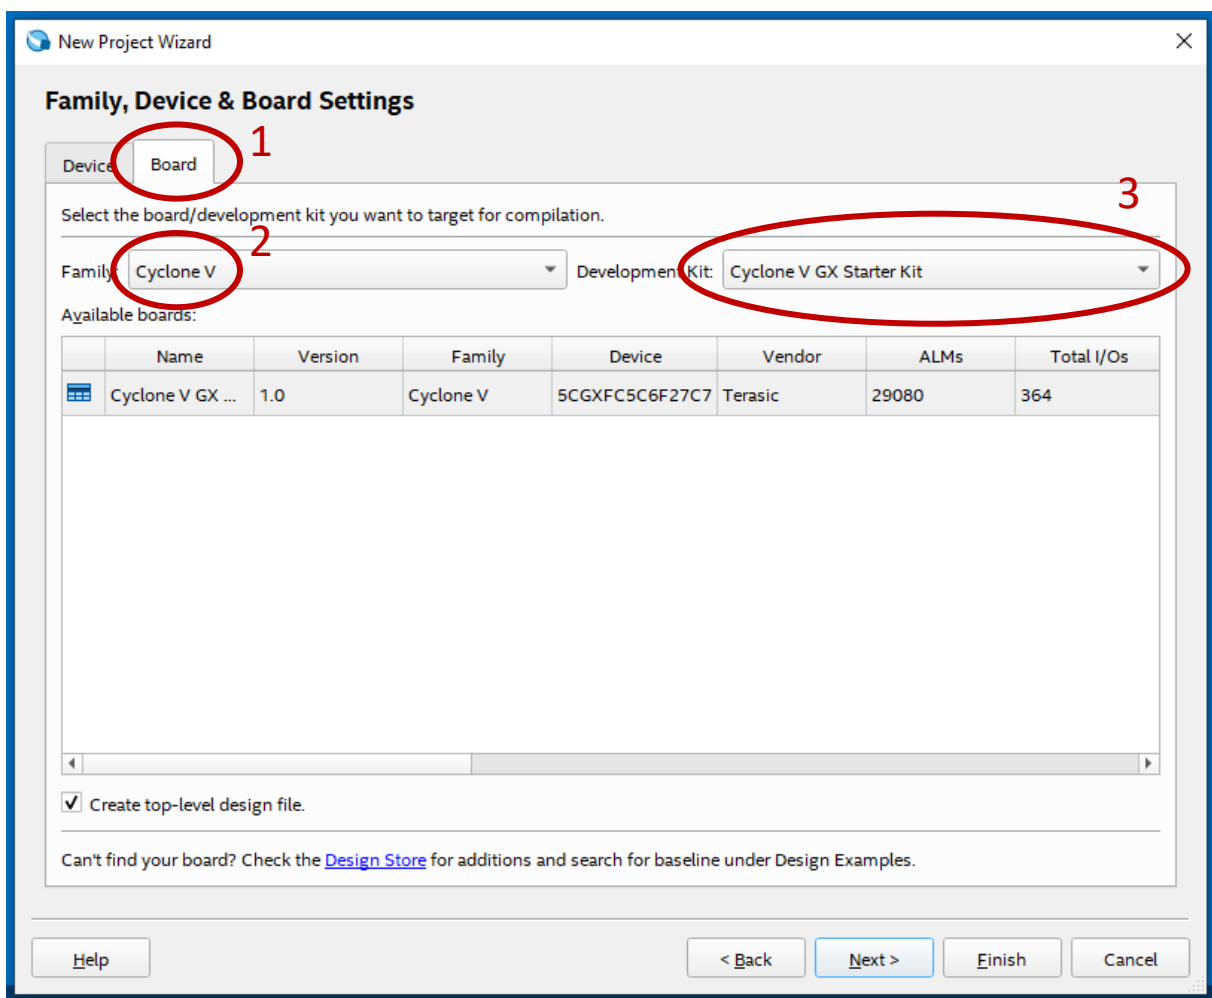 New Project Wizard
Family, Device & Board Settings
1
Device Board
3
Select the board/development kit you want to target for compilation.
2
Family: Cyclone V Development Kit: Cyclone V GX Starter Kit
Available boards:
Name Version Family Device Vendor ALMs Total I/Os
Cyclone V GX ... 1.0 Cyclone V 5CGXFC5C6F27C7 Terasic 29080 364
Create top-level design file.
Can't find your board? Check the Design Store for additions and search for baseline under Design Examples.
Help < Back Next > Finish Cancel